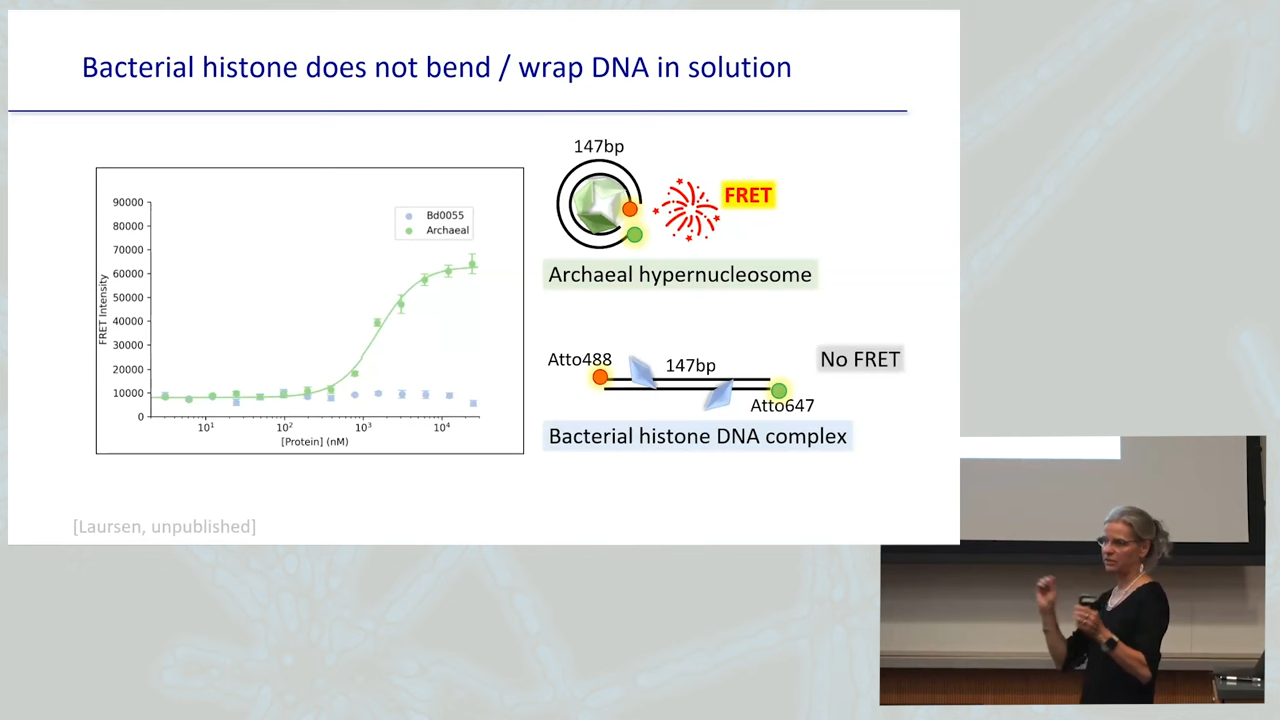 Bacterial histone does not bend / wrap DNA in solution
90000
80000
70000
60000
50000
40000
30000
20000
10000
0
FRET Intensity
10¹
10²
10³
10⁴
[Protein] (nM)
Bd0055
Archaeal
147bp
FRET
Archaeal hypernucleosome
Atto488
147bp
No FRET
Atto647
Bacterial histone DNA complex
[Laursen, unpublished]